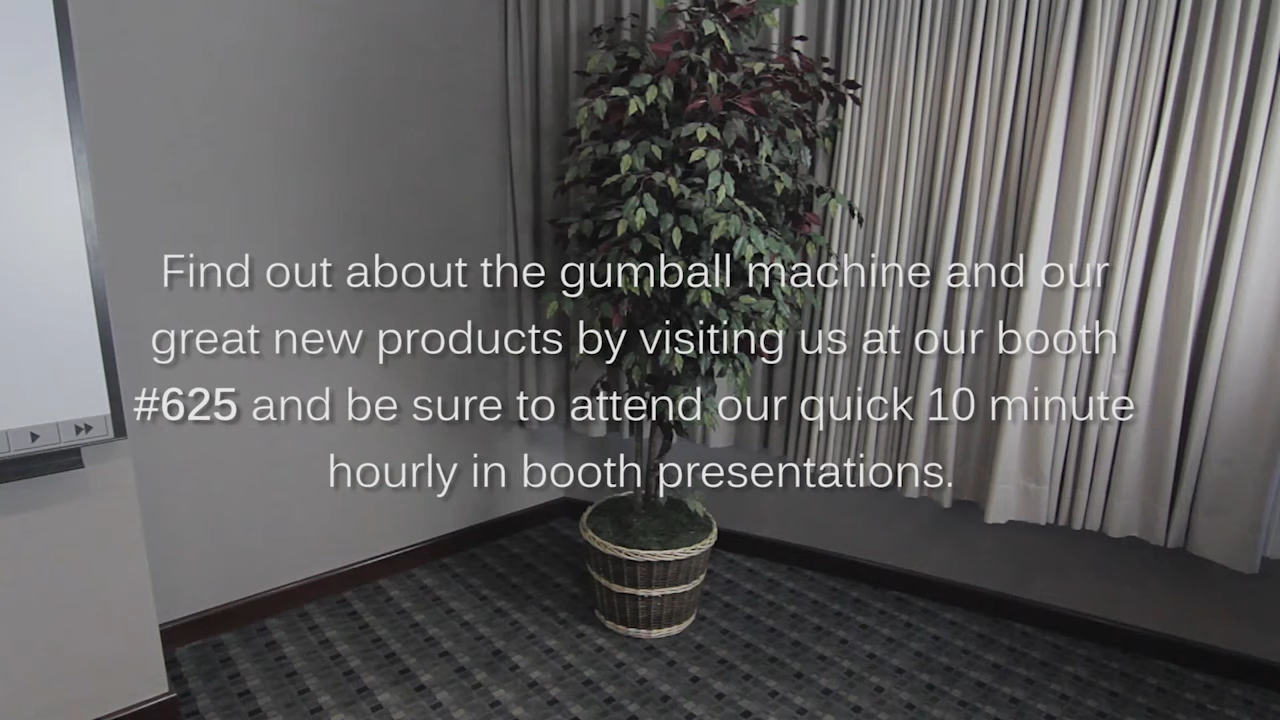 Find out about the gumball machine and our
great new products by visiting us at our booth
#625 and be sure to attend our quick 10 minute
hourly in booth presentations.